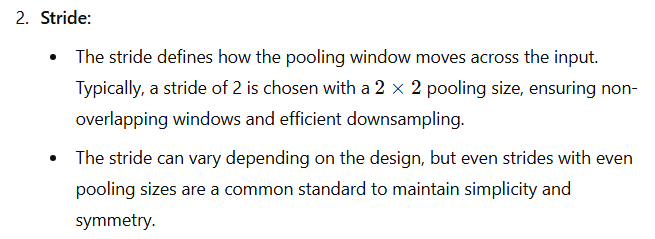 2. Stride:
• The stride defines how the pooling window moves across the input.
Typically, a stride of 2 is chosen with a 2 × 2 pooling size, ensuring non-
overlapping windows and efficient downsampling.
• The stride can vary depending on the design, but even strides with even
pooling sizes are a common standard to maintain simplicity and
symmetry.